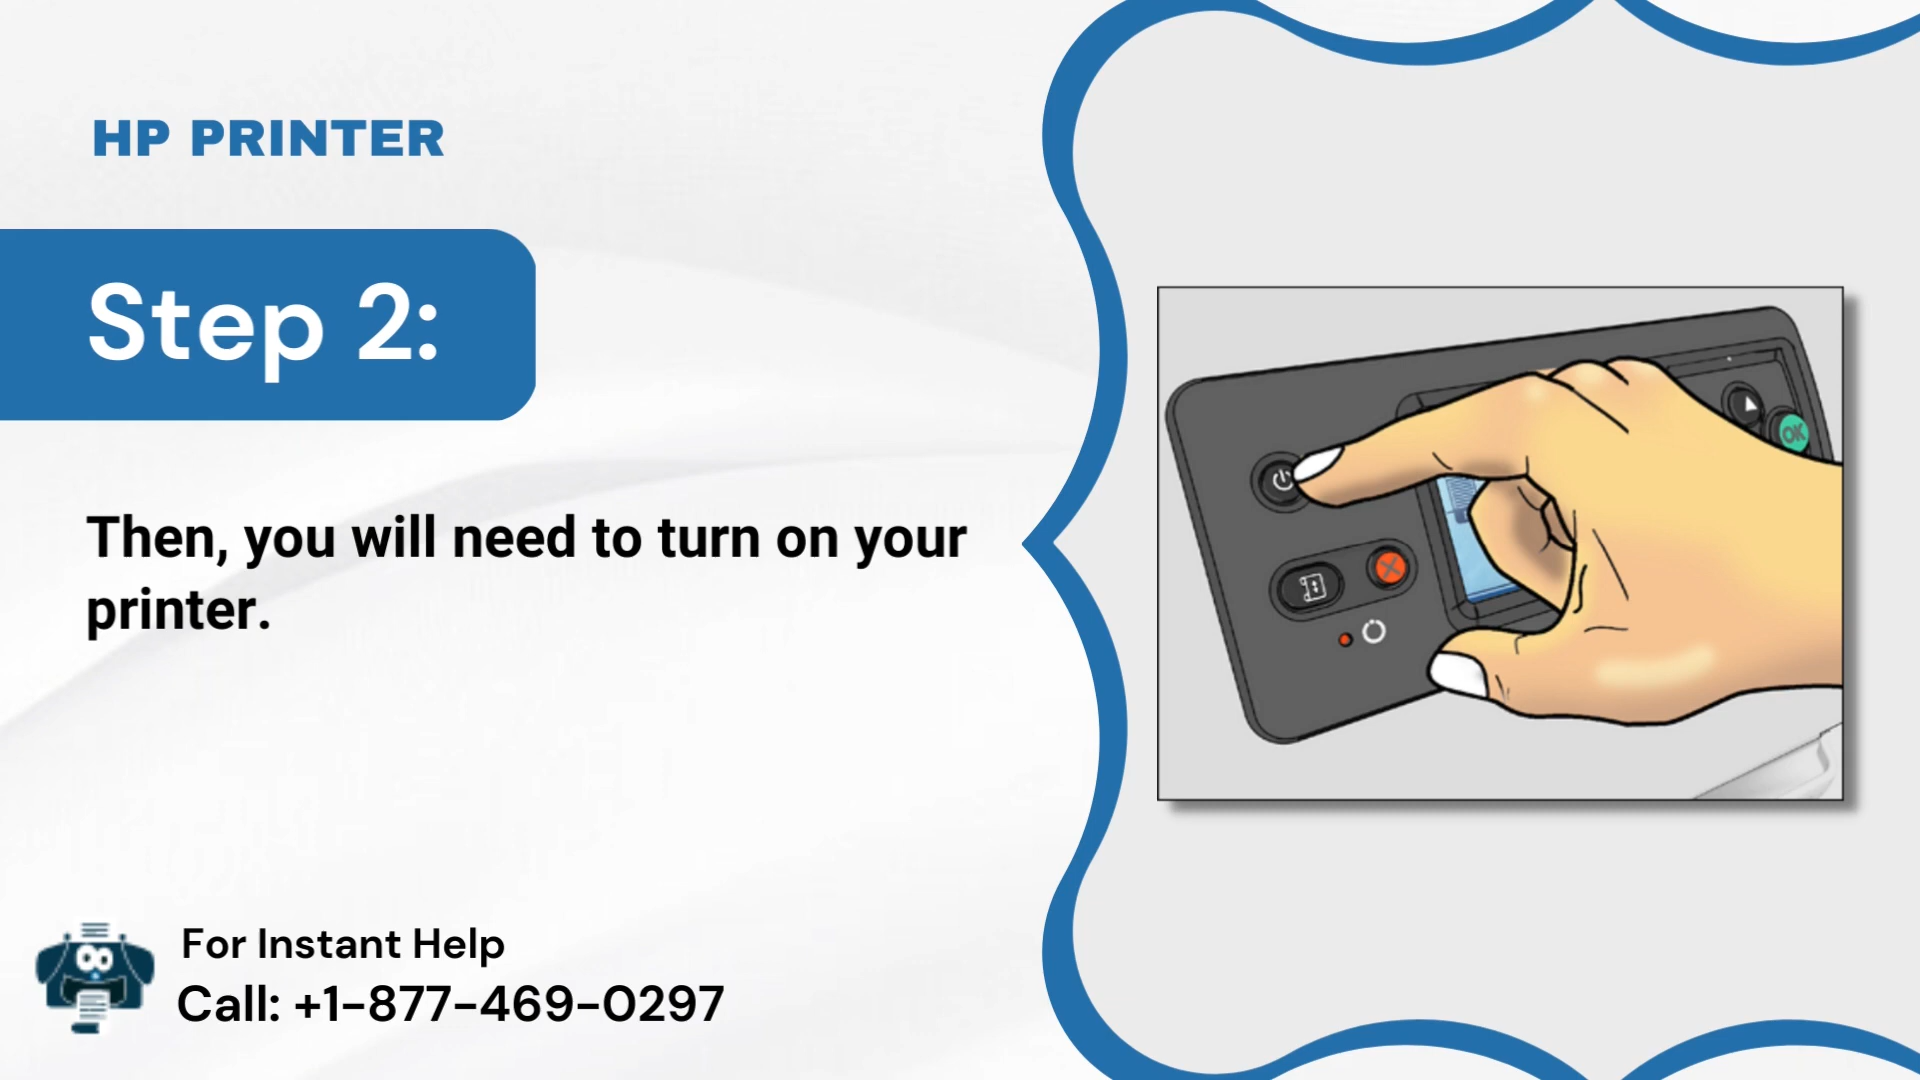 HP PRINTER
Step 2:
Then, you will need to turn on your
printer.
OK
For Instant Help
Call: +1-877-469-0297